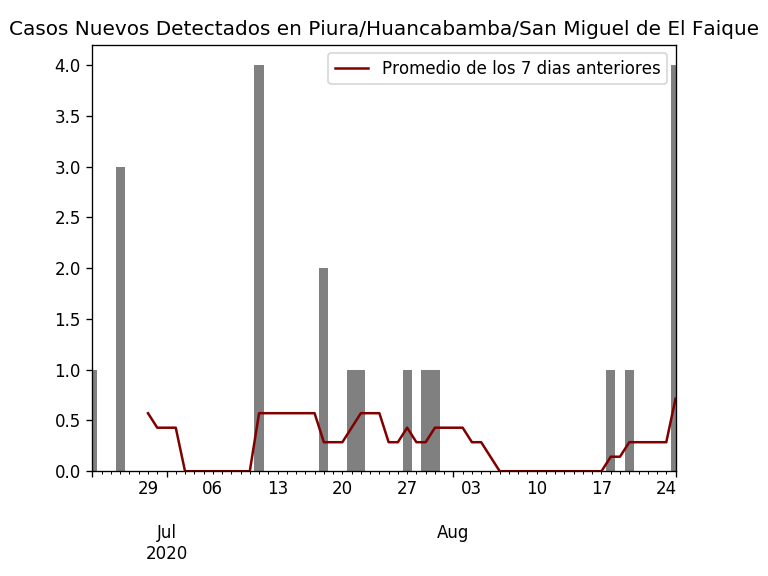 Casos Nuevos Detectados en Piura/Huancabamba/San Miguel de El Faique
Promedio de los 7 dias anteriores
4.0
3.5
3.0
2.5
2.0
1.5
1.0
0.5
0.0
29 06 13 20 27 03 10 17 24
Jul Aug
2020